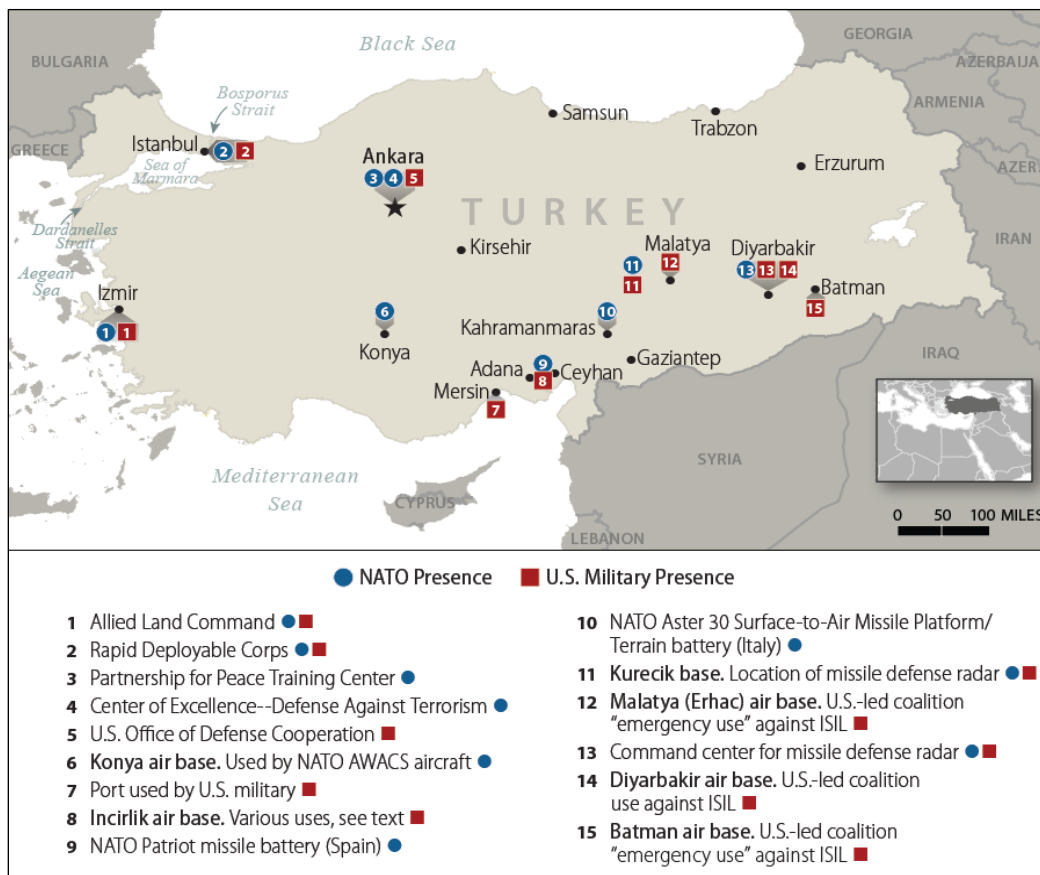 Black Sea
GEORGIA
BULGARIA
AZERBAIJA
Bosporus
Strait
ARMENIA
Samsun
Trabzon
GREECE
Istanbul
2 2
Sea of
Marmara
Ankara
3 4 5
Erzurum
AZER.
TURKEY
Dardanelles
Strait
Kirsehir
Malatya
Diyarbakir
IRAN
Aegean
Sea
11
12
13 13 14
11
Izmir
Batman
15
1 1
6
10
Konya
Kahramanmaras
Gaziantep
IRAQ
9
Adana
Ceyhan
8
Mersin
7
SYRIA
Mediterranean
Sea
CYPRUS
LEBANON
0 50 100 MILES
NATO Presence U.S. Military Presence
1 Allied Land Command
2 Rapid Deployable Corps
3 Partnership for Peace Training Center
4 Center of Excellence--Defense Against Terrorism
5 U.S. Office of Defense Cooperation
6 Konya air base. Used by NATO AWACS aircraft
7 Port used by U.S. military
8 Incirlik air base. Various uses, see text
9 NATO Patriot missile battery (Spain)
10 NATO Aster 30 Surface-to-Air Missile Platform/
Terrain battery (Italy)
11 Kurecik base. Location of missile defense radar
12 Malatya (Erhac) air base. U.S.-led coalition
"emergency use" against ISIL
13 Command center for missile defense radar
14 Diyarbakir air base. U.S.-led coalition
use against ISIL
15 Batman air base. U.S.-led coalition
"emergency use" against ISIL